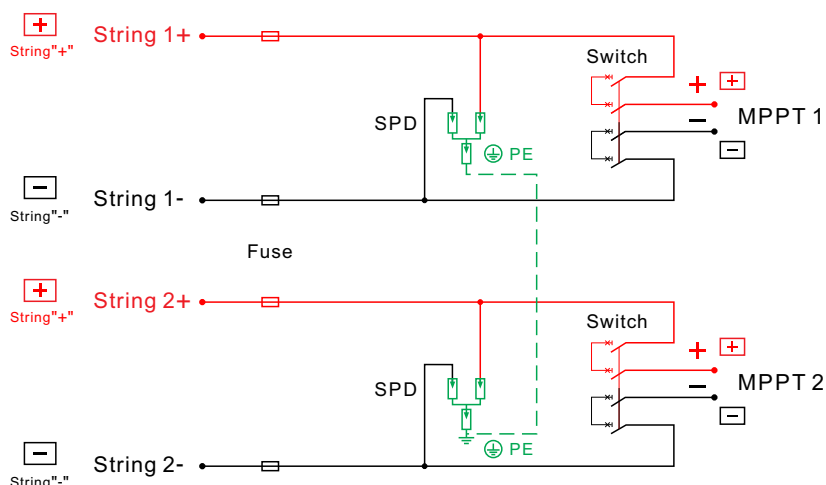 String 1+
String"+"
Switch
+
MPPT 1
−
SPD
PE
String 1-
String"-"
Fuse
String 2+
String"+"
Switch
+
MPPT 2
−
SPD
PE
String 2-
String"-"